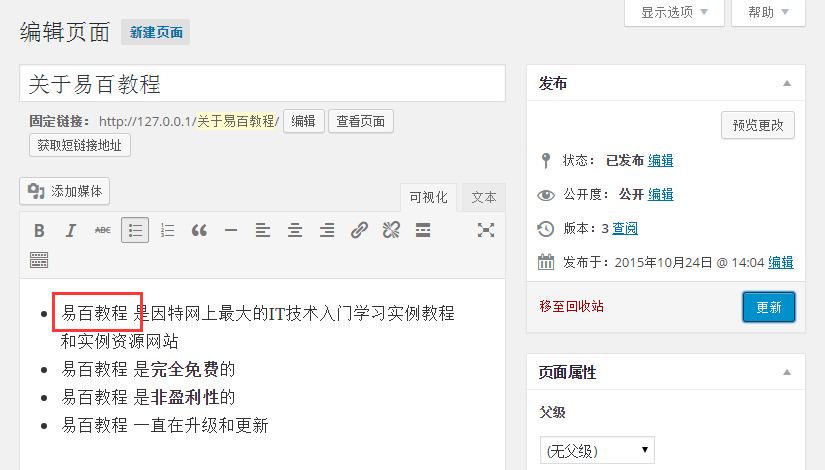 显示选项 帮助
编辑页面 新建页面
关于易百教程
固定链接： http://127.0.0.1/关于易百教程/ 编辑 查看页面
获取短链接地址
添加媒体
可视化 文本
B I ABC
易百教程 是因特网上最大的IT技术入门学习实例教程
和实例资源网站
易百教程 是完全免费的
易百教程 是非盈利性的
易百教程 一直在升级和更新
发布
预览更改
状态： 已发布 编辑
公开度： 公开 编辑
版本：3 查阅
发布于：2015年10月24日 @ 14:04 编辑
移至回收站 更新
页面属性
父级
(无父级)